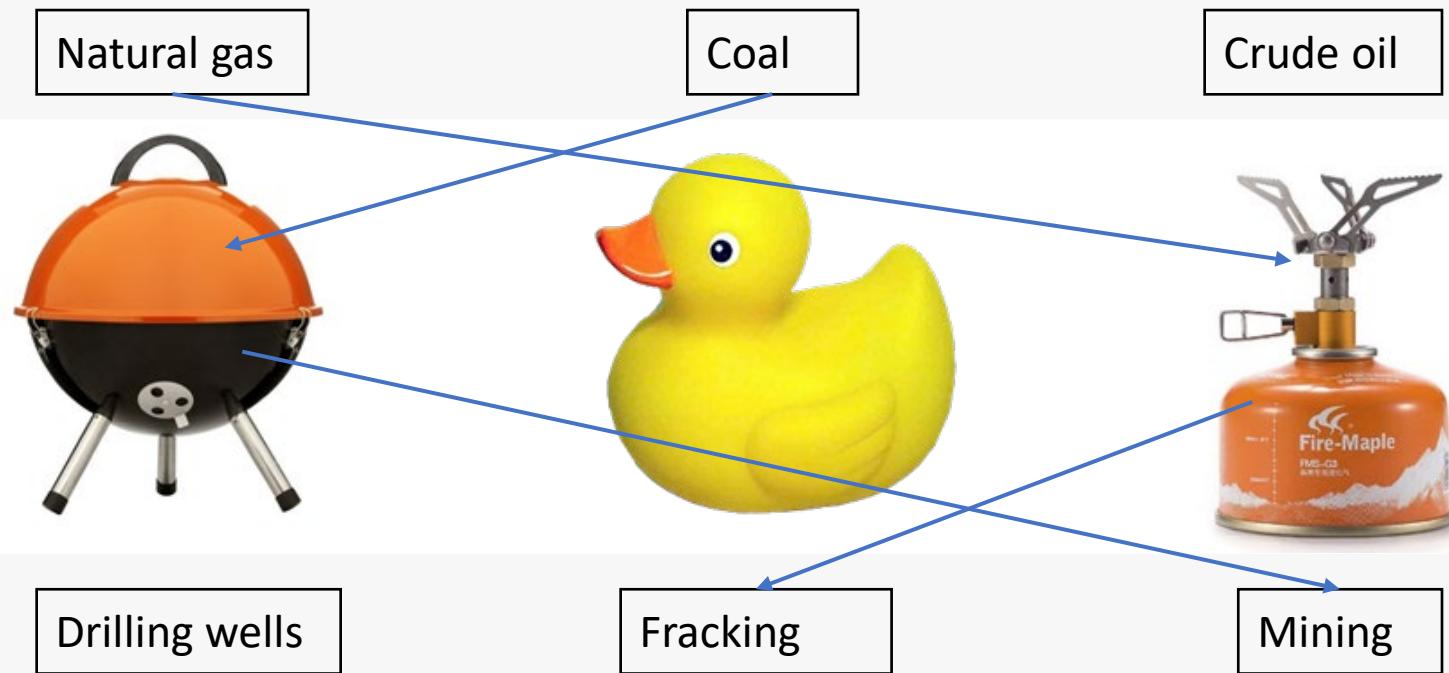 Natural gas
Coal
Crude oil
Fire-Maple
FMS-G3
Drilling wells
Fracking
Mining